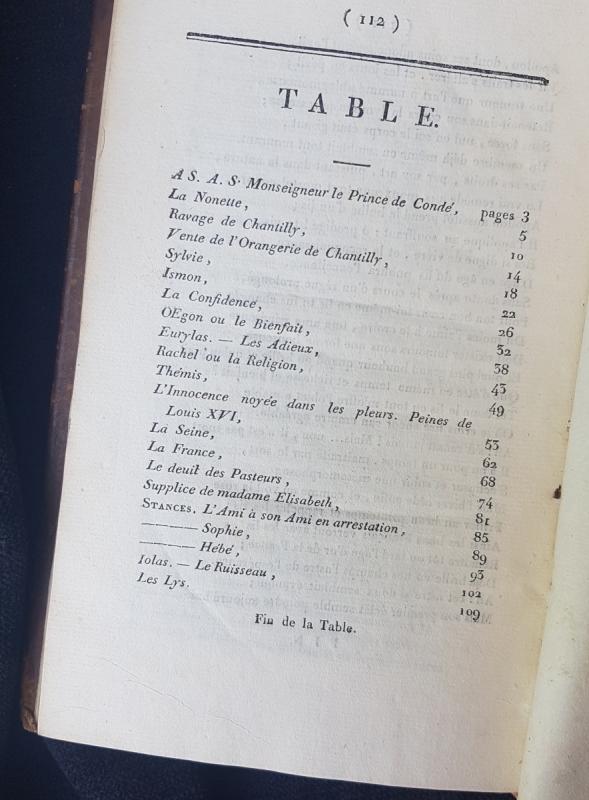 ( 112 )
TABLE.
A S. A. S. Monseigneur le Prince de Condé, pages 3
La Nonette, 5
Ravage de Chantilly, 10
Vente de l'Orangerie de Chantilly, 14
Sylvie, 18
Ismon, 22
La Confidence, 26
OEgon ou le Bienfait, 32
Eurylas. — Les Adieux, 38
Rachel ou la Religion, 43
Thémis, 49
L'Innocence noyée dans les pleurs. Peines de
Louis XVI, 53
La Seine, 62
La France, 68
Le deuil des Pasteurs, 74
Supplice de madame Elisabeth, 81
STANCES. L'Ami à son Ami en arrestation, 85
——— Sophie, 89
——— Hébé, 93
Iolas. — Le Ruisseau, 102
Les Lys. 109
Fin de la Table.